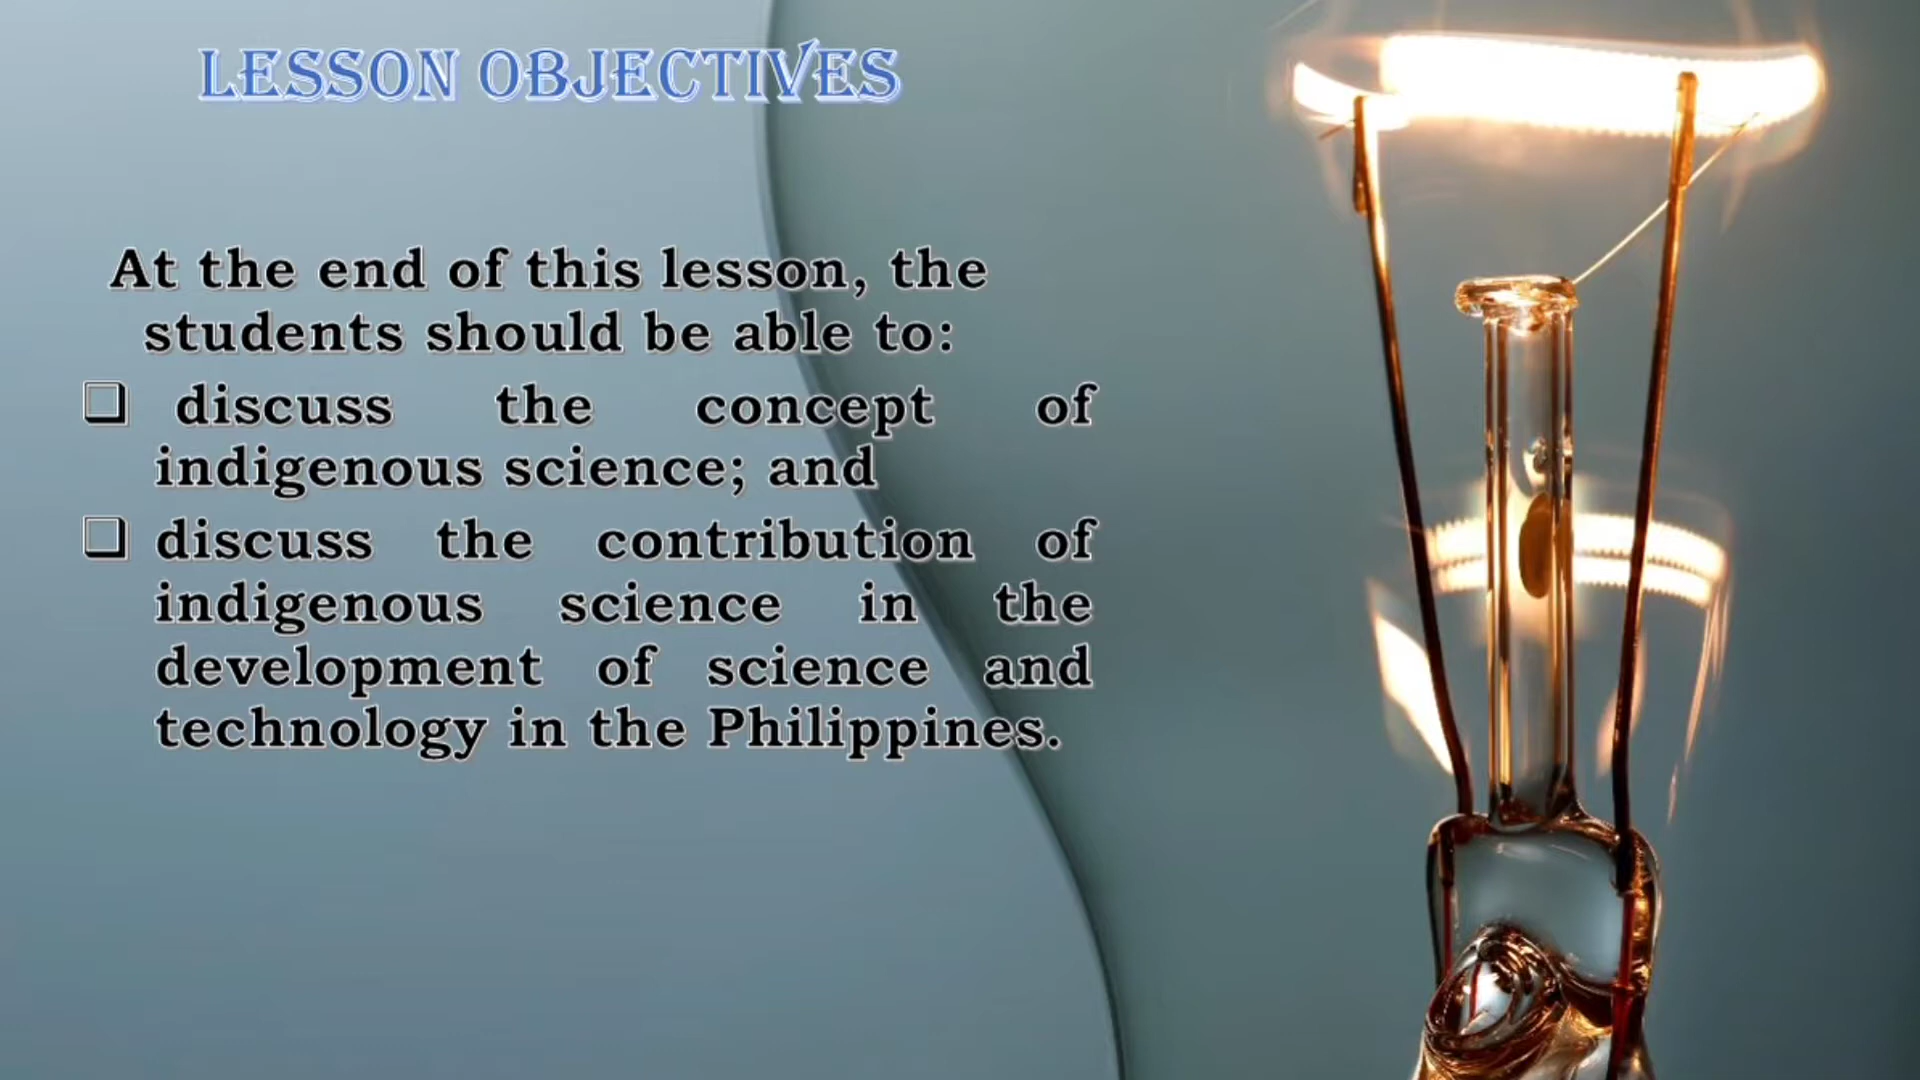 LESSON OBJECTIVES
At the end of this lesson, the
students should be able to:
❑ discuss the concept of
indigenous science; and
❑ discuss the contribution of
indigenous science in the
development of science and
technology in the Philippines.